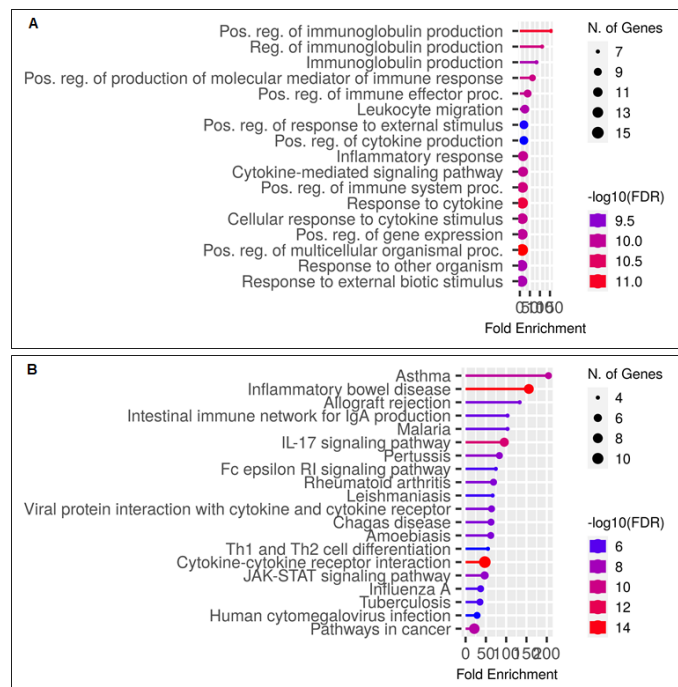 A
Pos. reg. of immunoglobulin production
Reg. of immunoglobulin production
Immunoglobulin production
Pos. reg. of production of molecular mediator of immune response
Pos. reg. of immune effector proc.
Leukocyte migration
Pos. reg. of response to external stimulus
Pos. reg. of cytokine production
Inflammatory response
Cytokine-mediated signaling pathway
Pos. reg. of immune system proc.
Response to cytokine
Cellular response to cytokine stimulus
Pos. reg. of gene expression
Pos. reg. of multicellular organismal proc.
Response to other organism
Response to external biotic stimulus
0 50 100 150
Fold Enrichment
N. of Genes
7
9
11
13
15
-log10(FDR)
9.5
10.0
10.5
11.0
B
Asthma
Inflammatory bowel disease
Allograft rejection
Intestinal immune network for IgA production
Malaria
IL-17 signaling pathway
Pertussis
Fc epsilon RI signaling pathway
Rheumatoid arthritis
Leishmaniasis
Viral protein interaction with cytokine and cytokine receptor
Chagas disease
Amoebiasis
Th1 and Th2 cell differentiation
Cytokine-cytokine receptor interaction
JAK-STAT signaling pathway
Influenza A
Tuberculosis
Human cytomegalovirus infection
Pathways in cancer
0 50 100 150 200
Fold Enrichment
N. of Genes
4
6
8
10
-log10(FDR)
6
8
10
12
14